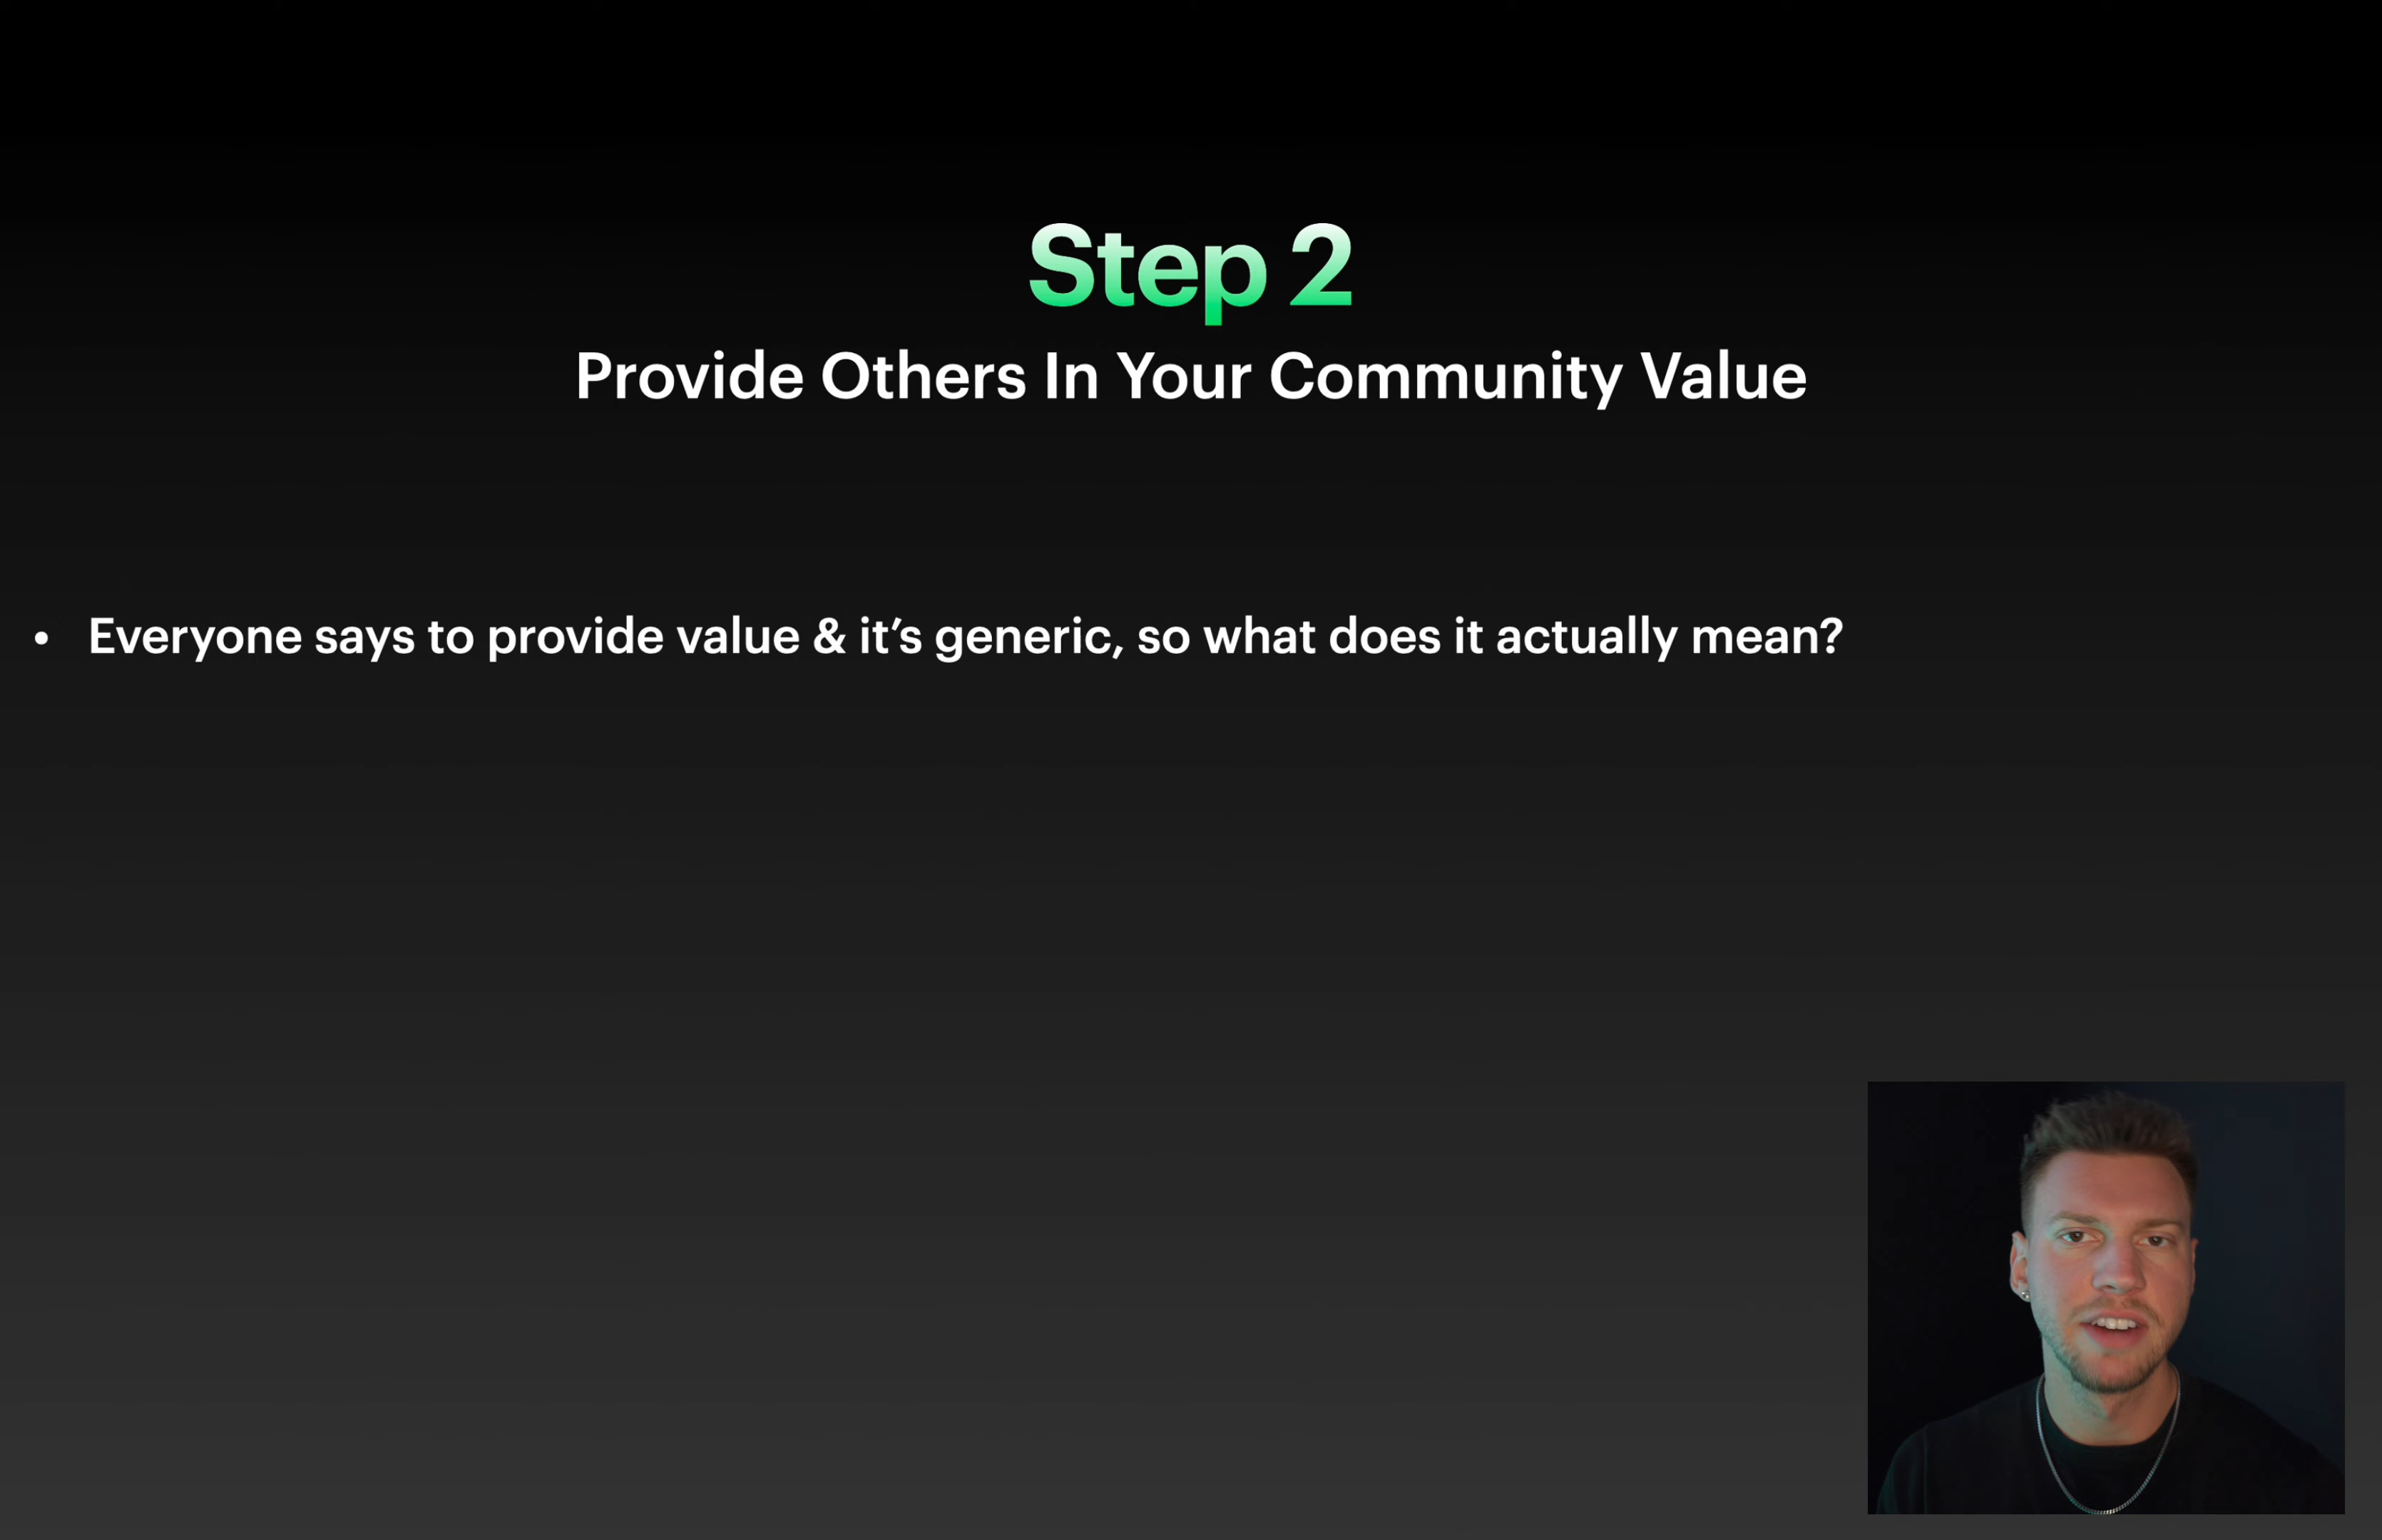 Step 2
Provide Others In Your Community Value
• Everyone says to provide value & it’s generic, so what does it actually mean?